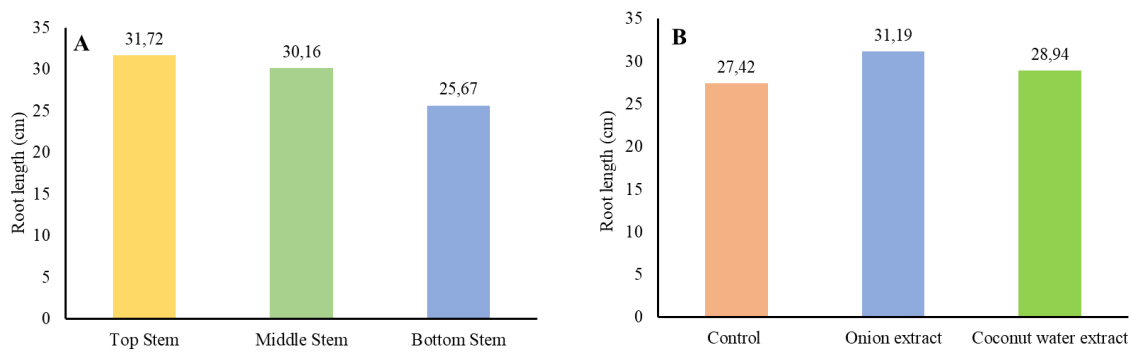 A
Root length (cm)
35
30
25
20
15
10
5
0
31,72
30,16
25,67
Top Stem
Middle Stem
Bottom Stem
B
Root length (cm)
35
30
25
20
15
10
5
0
27,42
31,19
28,94
Control
Onion extract
Coconut water extract